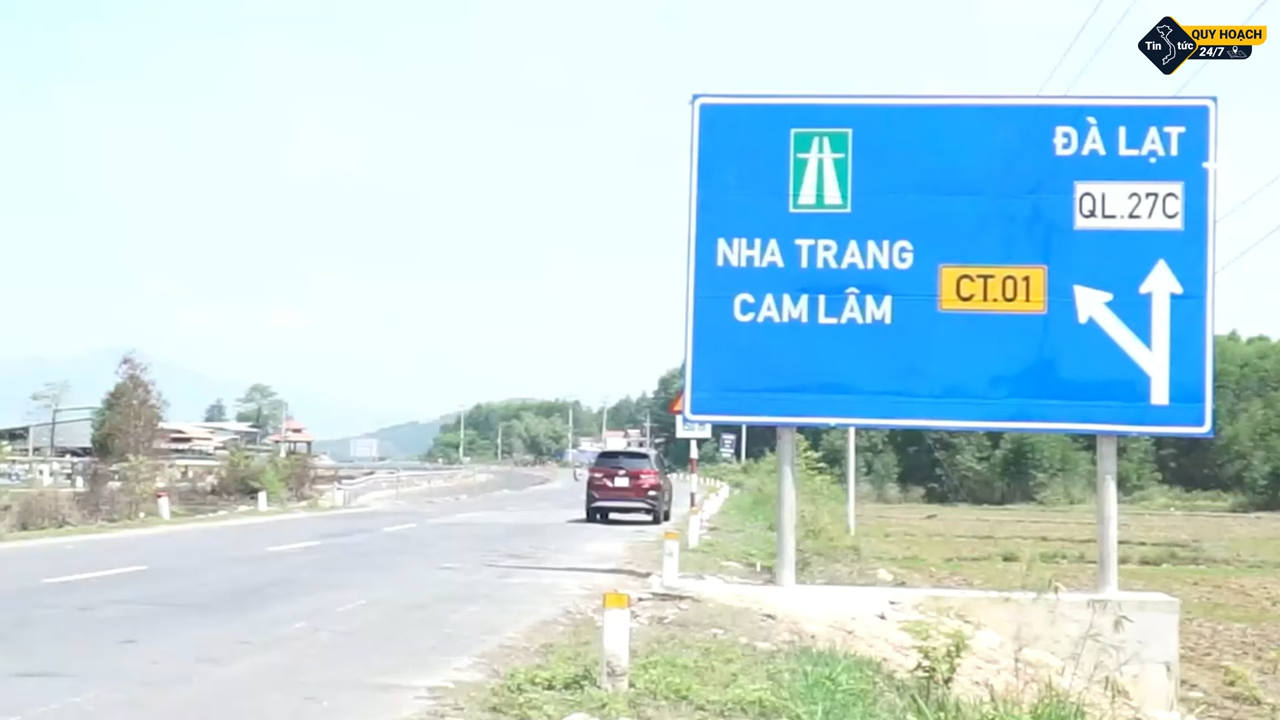 Tin tức
QUY HOẠCH
24/7
ĐÀ LẠT
QL.27C
NHA TRANG
CAM LÂM
CT.01